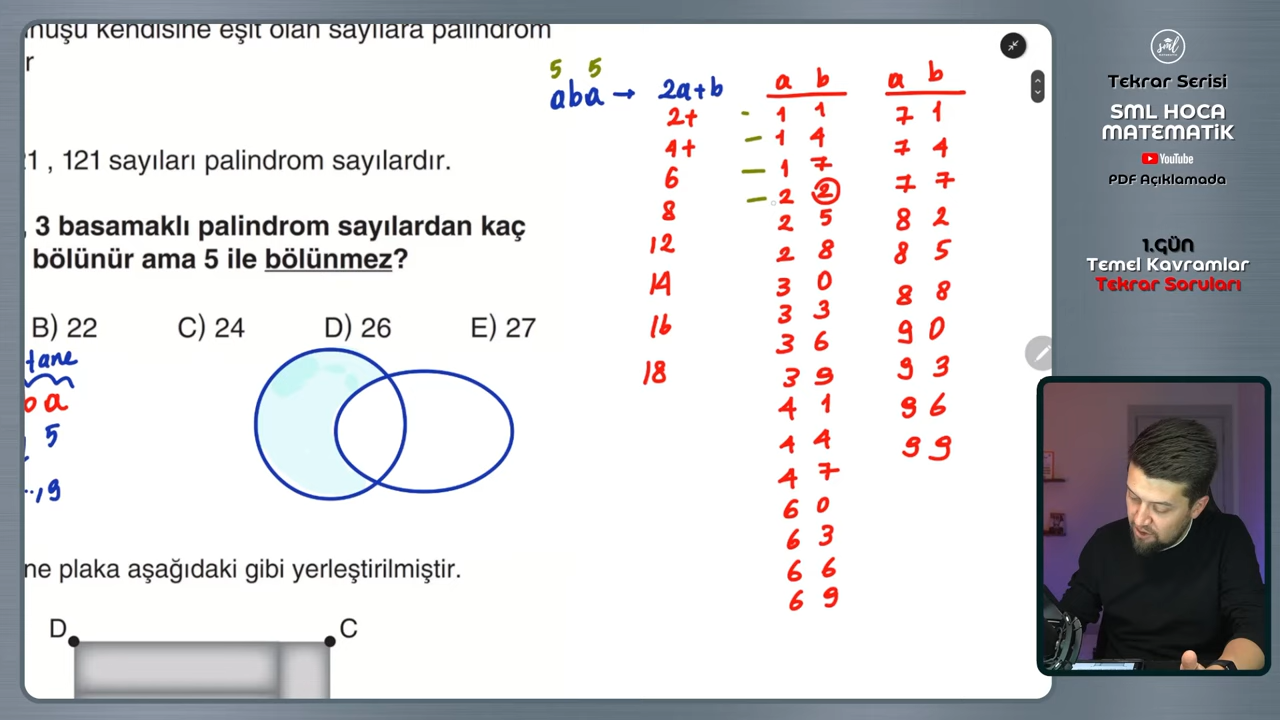 nuşu kendisine eşit olan sayılara palindrom
r
21 , 121 sayıları palindrom sayılardır.
, 3 basamaklı palindrom sayılardan kaç
bölünür ama 5 ile bölünmez?
B) 22 C) 24 D) 26 E) 27
tane
a
5
..,9
ne plaka aşağıdaki gibi yerleştirilmiştir.
D C
5 5
aba → 2a+b
2+
4+
6
8
12
14
16
18
a b
1 1
1 4
1 7
2 2
2 5
2 8
3 0
3 3
3 6
3 9
4 1
4 4
4 7
6 0
6 3
6 6
6 9
a b
7 1
7 4
7 7
8 2
8 5
8 8
9 0
9 3
9 6
9 9
sml
Tekrar Serisi
SML HOCA
MATEMATİK
YouTube
PDF Açıklamada
1.GÜN
Temel Kavramlar
Tekrar Soruları